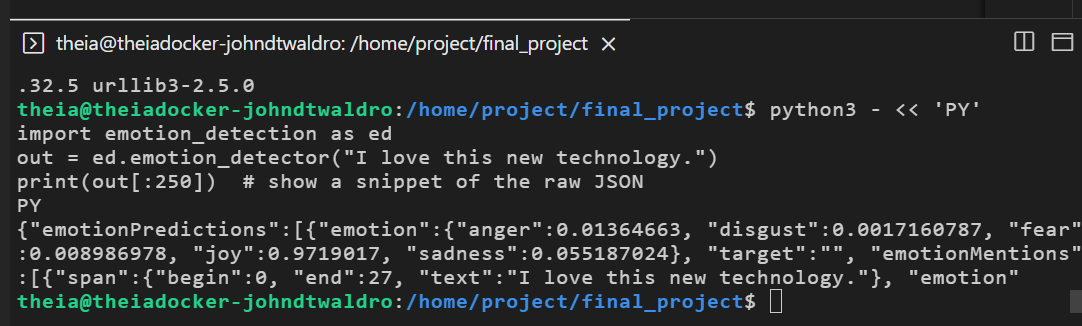 theia@theiadocker-johndtwaldro: /home/project/final_project ×
.32.5 urllib3-2.5.0
theia@theiadocker-johndtwaldro:/home/project/final_project$ python3 - << 'PY'
import emotion_detection as ed
out = ed.emotion_detector("I love this new technology.")
print(out[:250])  # show a snippet of the raw JSON
PY
{"emotionPredictions":[{"emotion":{"anger":0.01364663, "disgust":0.0017160787, "fear"
:0.008986978, "joy":0.9719017, "sadness":0.055187024}, "target":"", "emotionMentions"
:[{"span":{"begin":0, "end":27, "text":"I love this new technology."}, "emotion"
theia@theiadocker-johndtwaldro:/home/project/final_project$